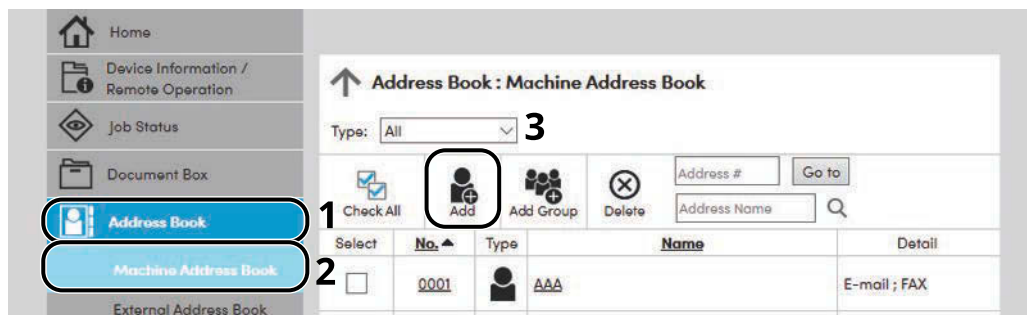 Home
Device Information /
Remote Operation
Job Status
Document Box
Address Book
1
Machine Address Book
2
External Address Book
Address Book : Machine Address Book
Type: All
3
Check All
Add
Add Group
Delete
Address #
Go to
Address Name
Select No. Type Name Detail
0001 AAA E-mail ; FAX